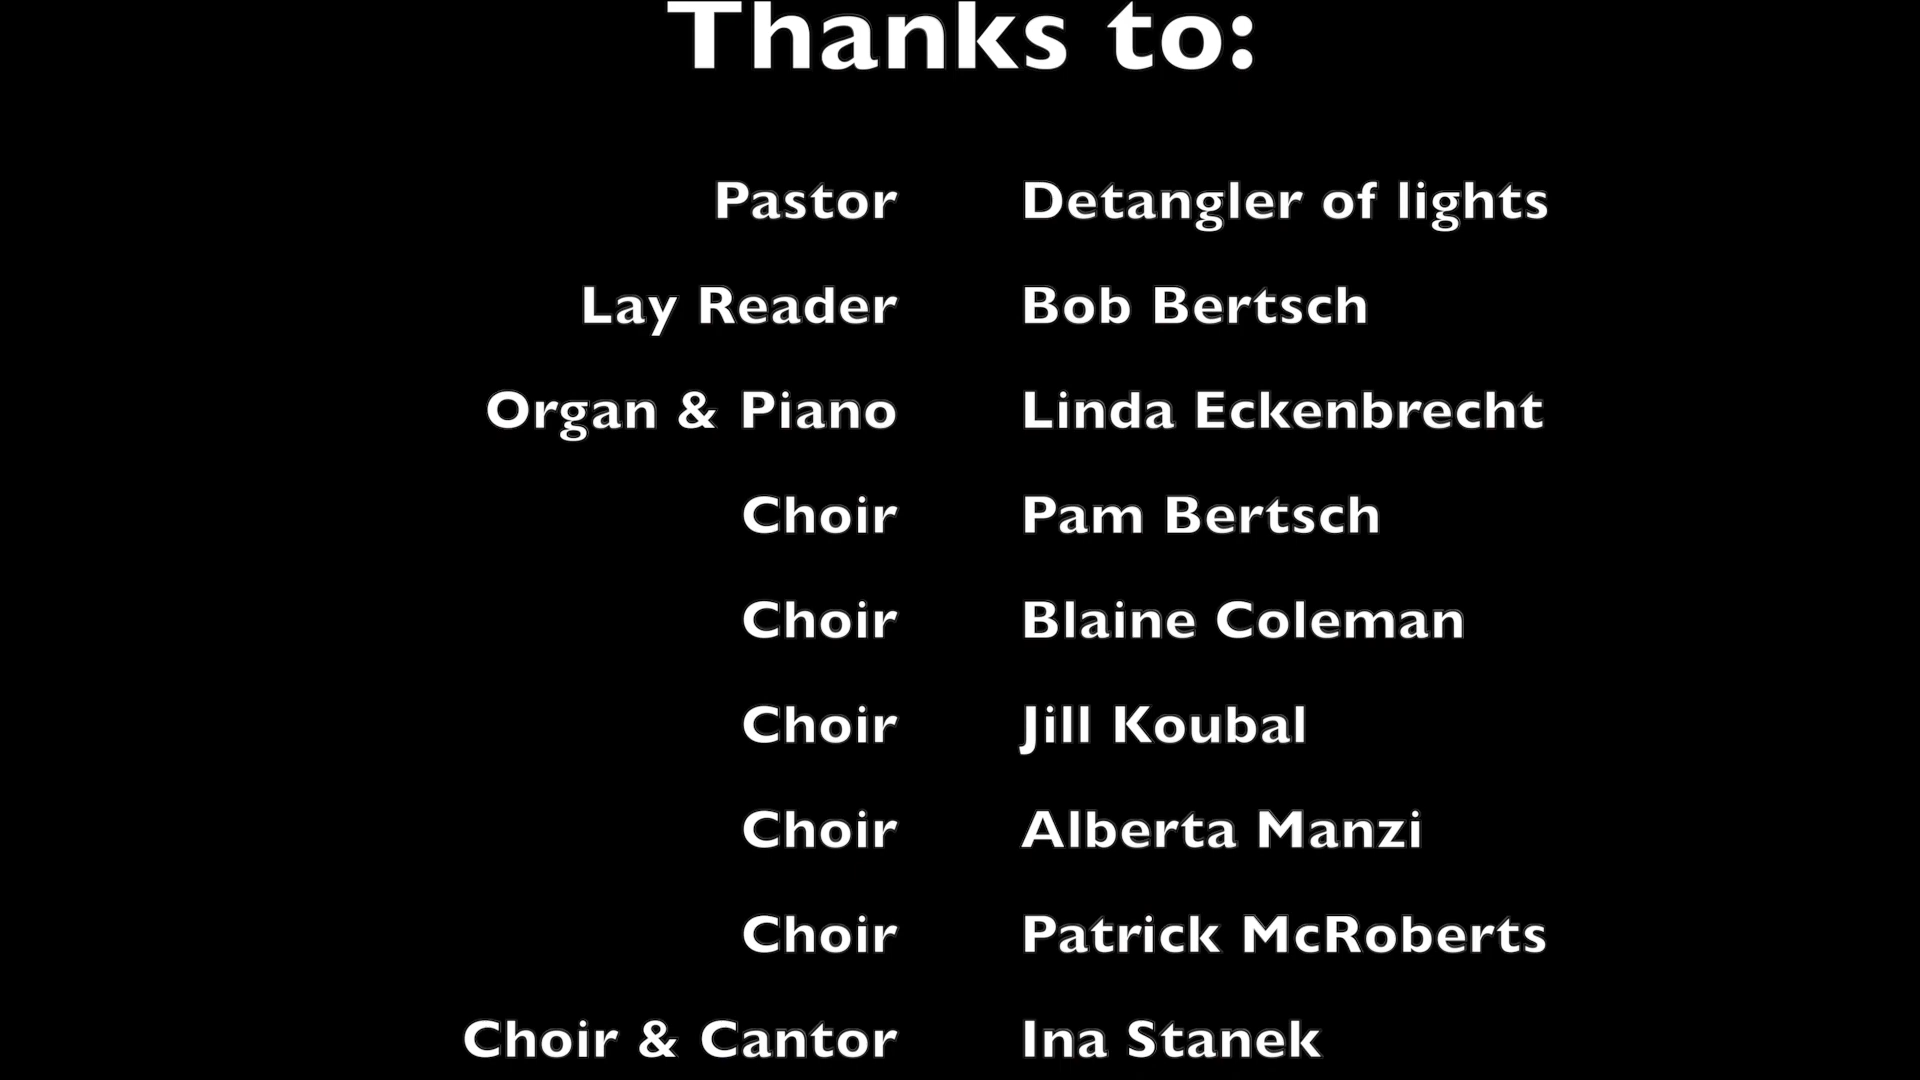 Thanks to:
Pastor Detangler of lights
Lay Reader Bob Bertsch
Organ & Piano Linda Eckenbrecht
Choir Pam Bertsch
Choir Blaine Coleman
Choir Jill Koubal
Choir Alberta Manzi
Choir Patrick McRoberts
Choir & Cantor Ina Stanek